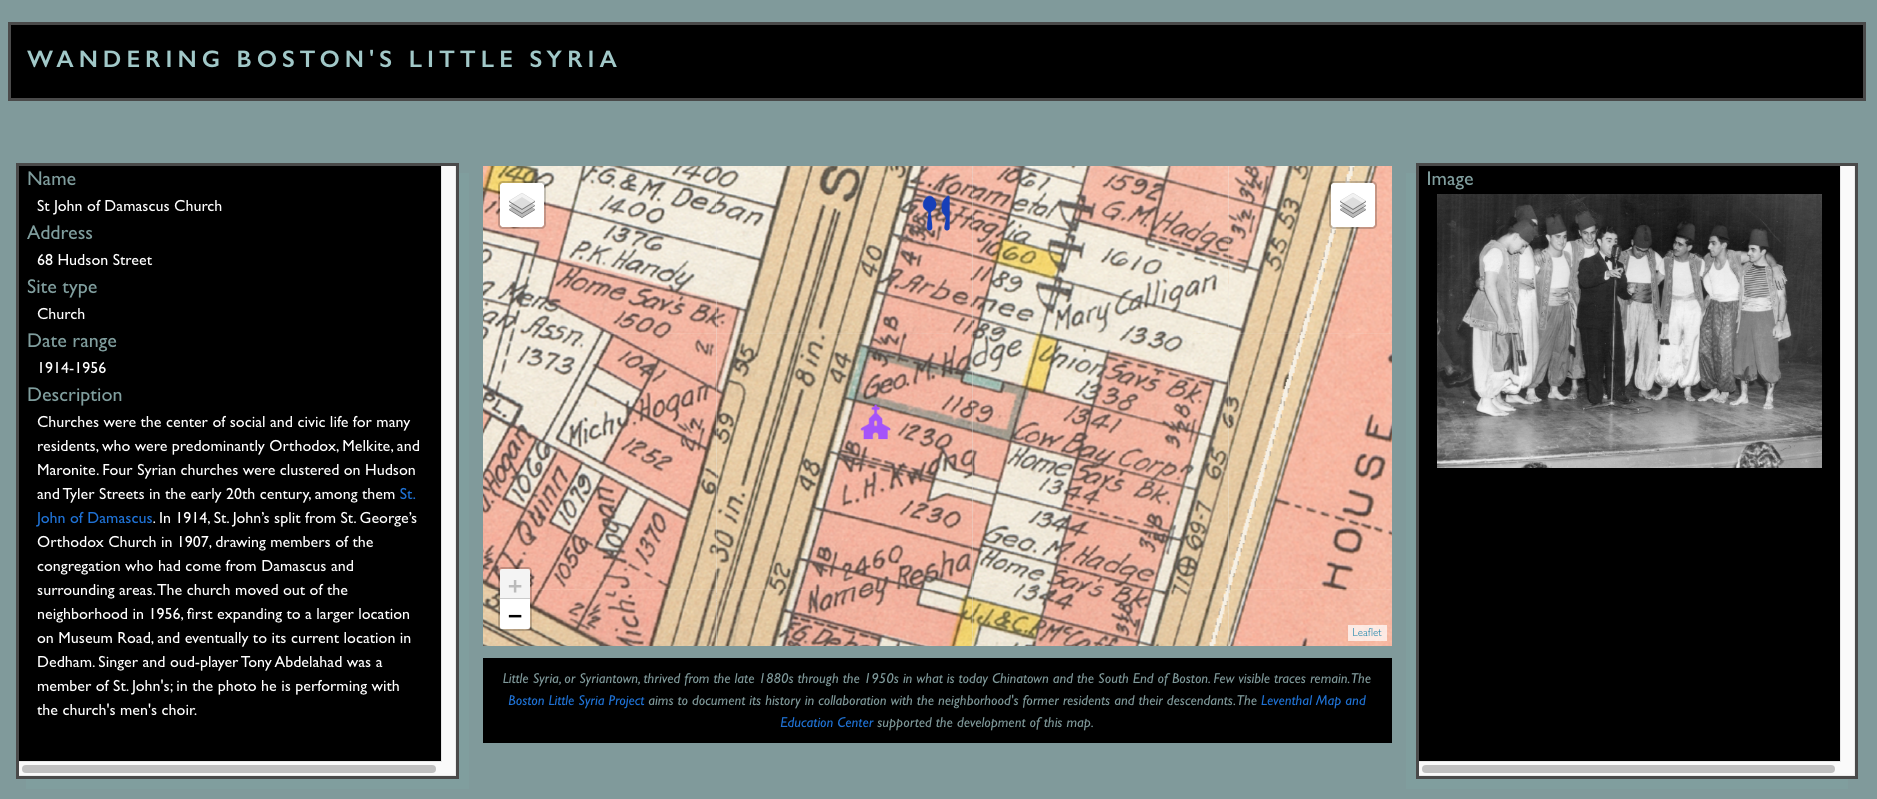 WANDERING BOSTON'S LITTLE SYRIA
Name
St John of Damascus Church
Address
68 Hudson Street
Site type
Church
Date range
1914-1956
Description
Churches were the center of social and civic life for many
residents, who were predominantly Orthodox, Melkite, and
Maronite. Four Syrian churches were clustered on Hudson
and Tyler Streets in the early 20th century, among them St.
John of Damascus. In 1914, St. John’s split from St. George’s
Orthodox Church in 1907, drawing members of the
congregation who had come from Damascus and
surrounding areas. The church moved out of the
neighborhood in 1956, first expanding to a larger location
on Museum Road, and eventually to its current location in
Dedham. Singer and oud-player Tony Abdelahad was a
member of St. John's; in the photo he is performing with
the church's men's choir.
1400
F.G. & M. Deban
1400
1376
P.K. Handy
Home Sav's Bk.
1500
Mens
Assn.
1373
1041
Michl. Hogan
1252
2½
Hogan
1060
1079
Quinn
1050
Hogan
1370
Mich. J.
2½
55
59
61
30 in.
8 in.
S
40
44
48
52
1061
1060
1189
Arbemee
1189
Geo. M. Hadge
1189
1230
L.H. Kwong
1230
2460
Namey Resha
1592
G.M. Hadge
1610
Mary Calligan
1330
Union Savs Bk.
1338
1341
Cow Bay Corpn
Home Sav's Bk.
1344
1344
Geo. M. Hadge
Home Sav's Bk.
1344
53
55
63
65
69-7
HOUSE
+
−
Leaflet
Little Syria, or Syriantown, thrived from the late 1880s through the 1950s in what is today Chinatown and the South End of Boston. Few visible traces remain. The
Boston Little Syria Project aims to document its history in collaboration with the neighborhood's former residents and their descendants. The Leventhal Map and
Education Center supported the development of this map.
Image